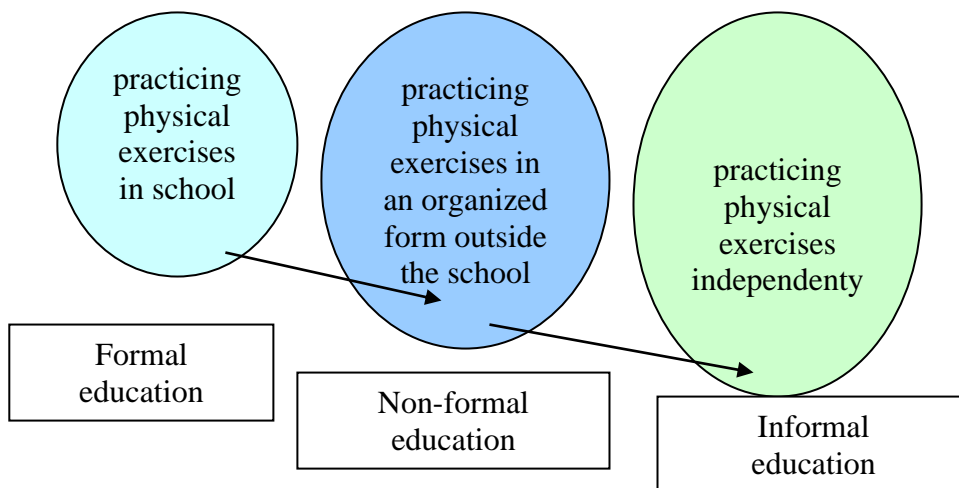 practicing
physical
exercises
in school
practicing
physical
exercises in
an organized
form outside
the school
practicing
physical
exercises
independenty
Formal
education
Non-formal
education
Informal
education